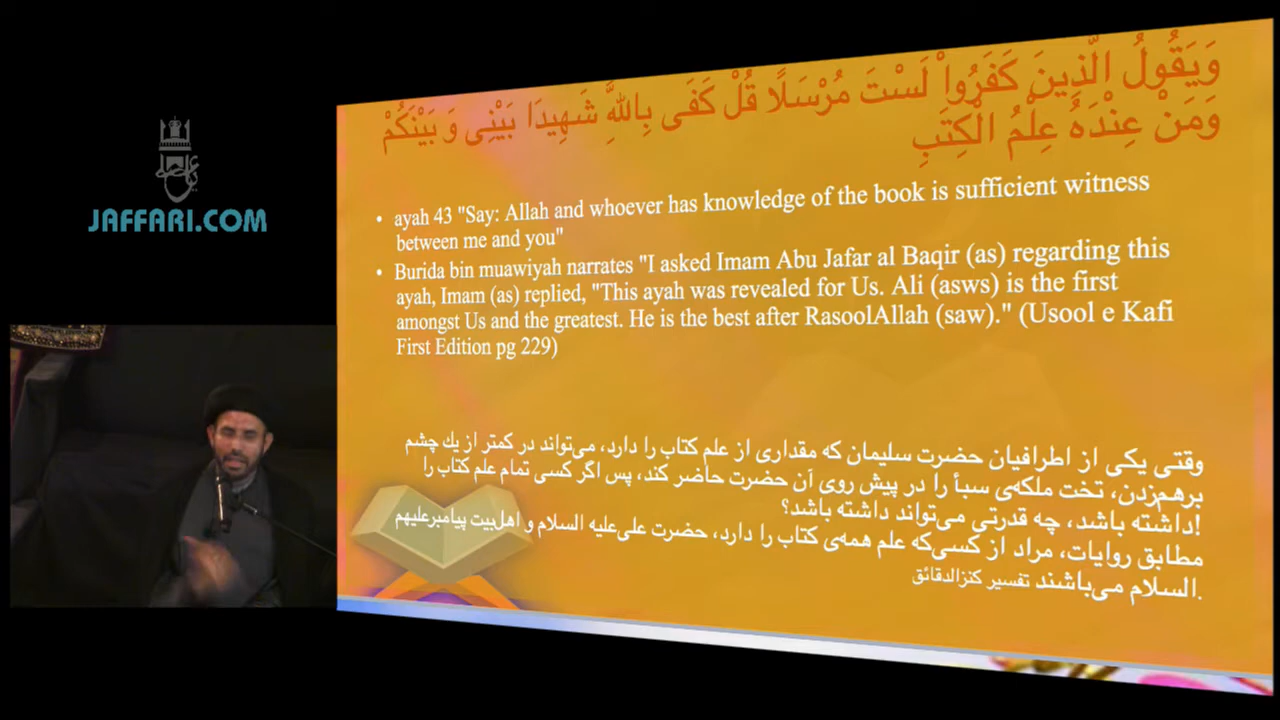 JAFFARI.COM
وَيَقُولُ الَّذِينَ كَفَرُواْ لَسْتَ مُرْسَلًا قُلْ كَفَى بِاللّهِ شَهِيدًا بَيْنِى وَ بَيْنَكُمْ
وَمَنْ عِنْدَهُ عِلْمُ الْكِتَبِ
• ayah 43 "Say: Allah and whoever has knowledge of the book is sufficient witness
between me and you"
• Burida bin muawiyah narrates "I asked Imam Abu Jafar al Baqir (as) regarding this
ayah, Imam (as) replied, "This ayah was revealed for Us. Ali (asws) is the first
amongst Us and the greatest. He is the best after RasoolAllah (saw)." (Usool e Kafi
First Edition pg 229)
وقتی یکی از اطرافیان حضرت سلیمان که مقداری از علم کتاب را دارد، می‌تواند در کمتر از یك چشم
برهم‌زدن، تخت ملکه‌ی سبأ را در پیش روی آن حضرت حاضر کند، پس اگر کسی تمام علم کتاب را
!داشته باشد، چه قدرتی می‌تواند داشته باشد؟
مطابق روایات، مراد از کسی‌که علم همه‌ی کتاب را دارد، حضرت علی‌علیه السلام و اهل‌بیت پیامبرعلیهم
.السلام می‌باشند تفسیر کنزالدقائق